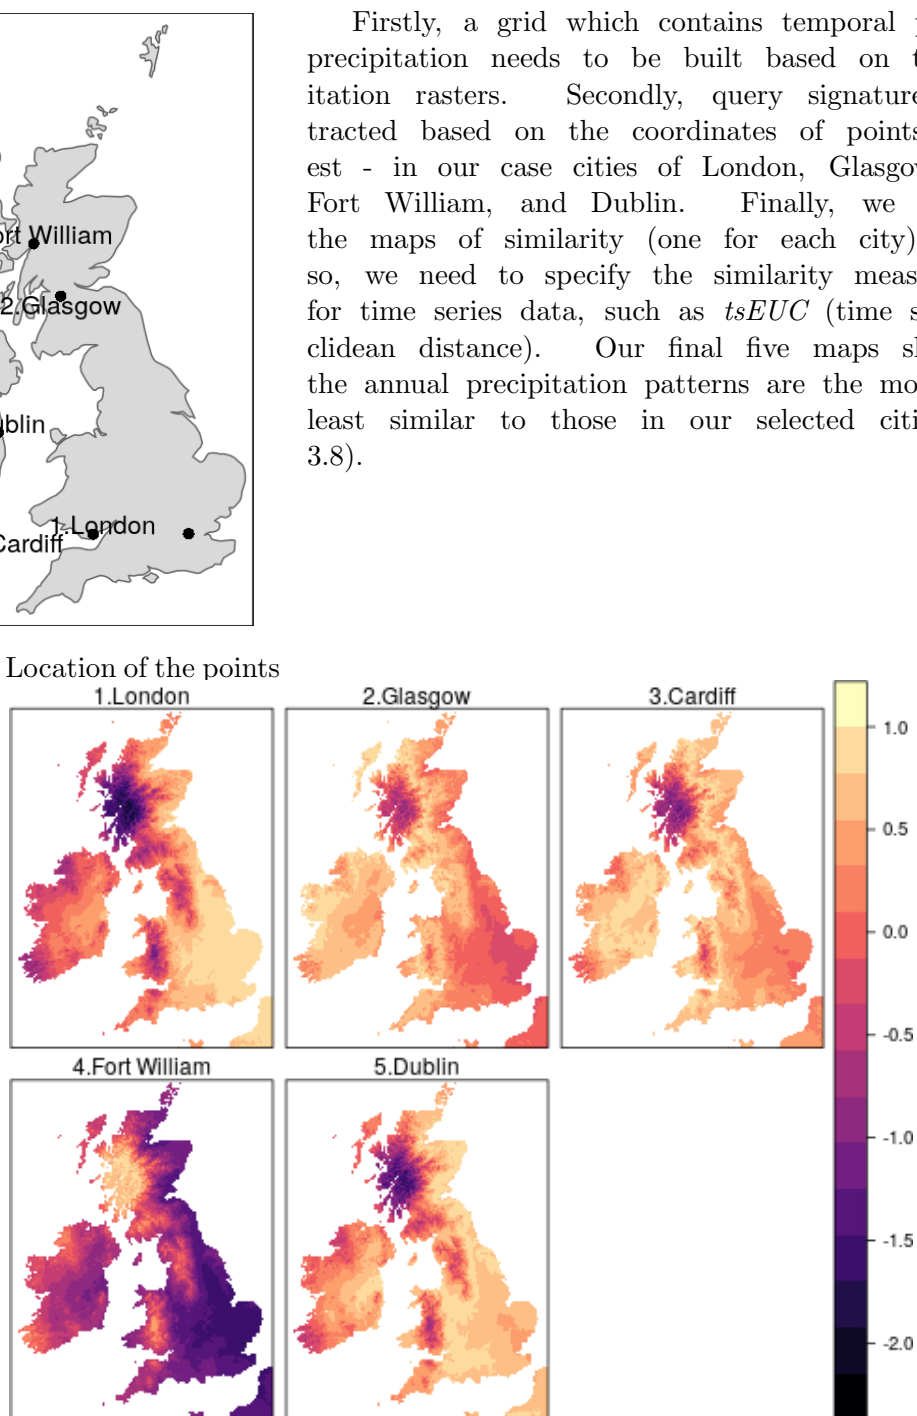 Firstly, a grid which contains temporal
precipitation needs to be built based on
itation rasters. Secondly, query signature
tracted based on the coordinates of points
est - in our case cities of London, Glasgow
Fort William, and Dublin. Finally, we
the maps of similarity (one for each city)
so, we need to specify the similarity meas
for time series data, such as tsEUC (time s
clidean distance). Our final five maps s
the annual precipitation patterns are the mo
least similar to those in our selected citi
3.8).
ort William
2.Glasgow
blin
1.London
Cardiff
Location of the points
1.London 2.Glasgow 3.Cardiff
4.Fort William 5.Dublin
1.0
0.5
0.0
-0.5
-1.0
-1.5
-2.0